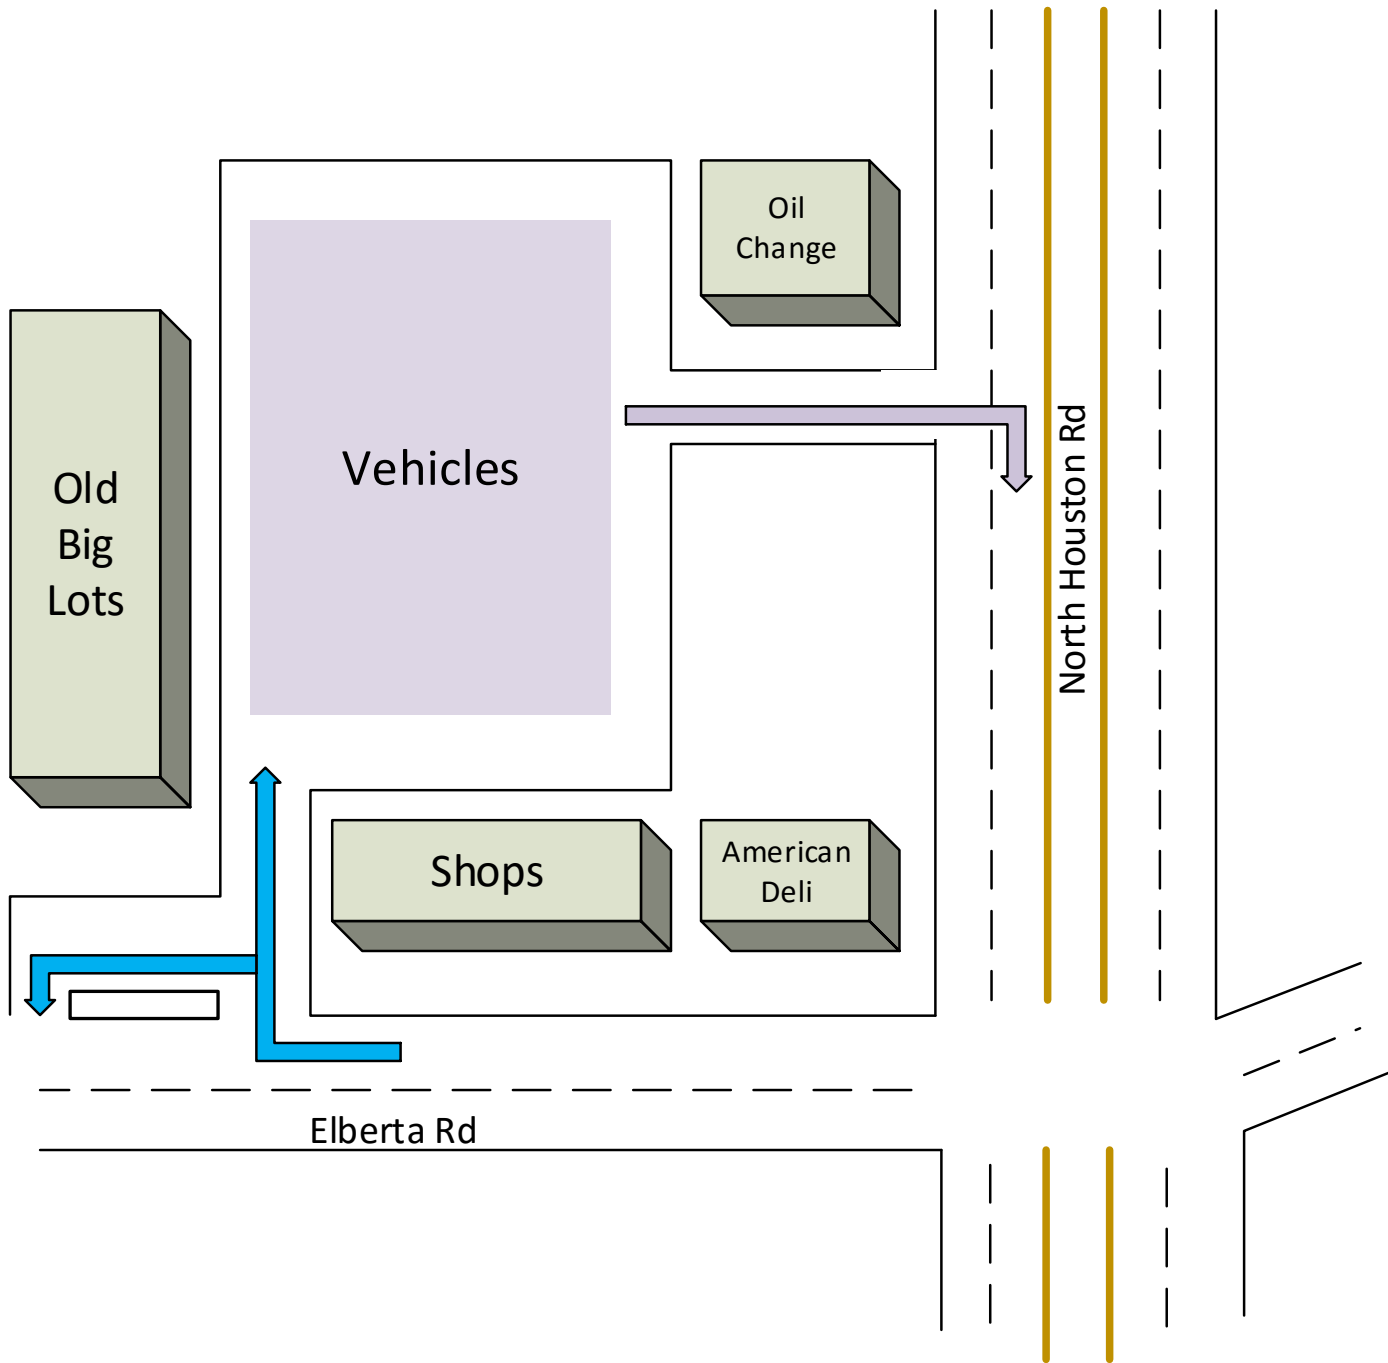 Oil
Change
Old
Big
Lots
Vehicles
North Houston Rd
Shops
American
Deli
Elberta Rd